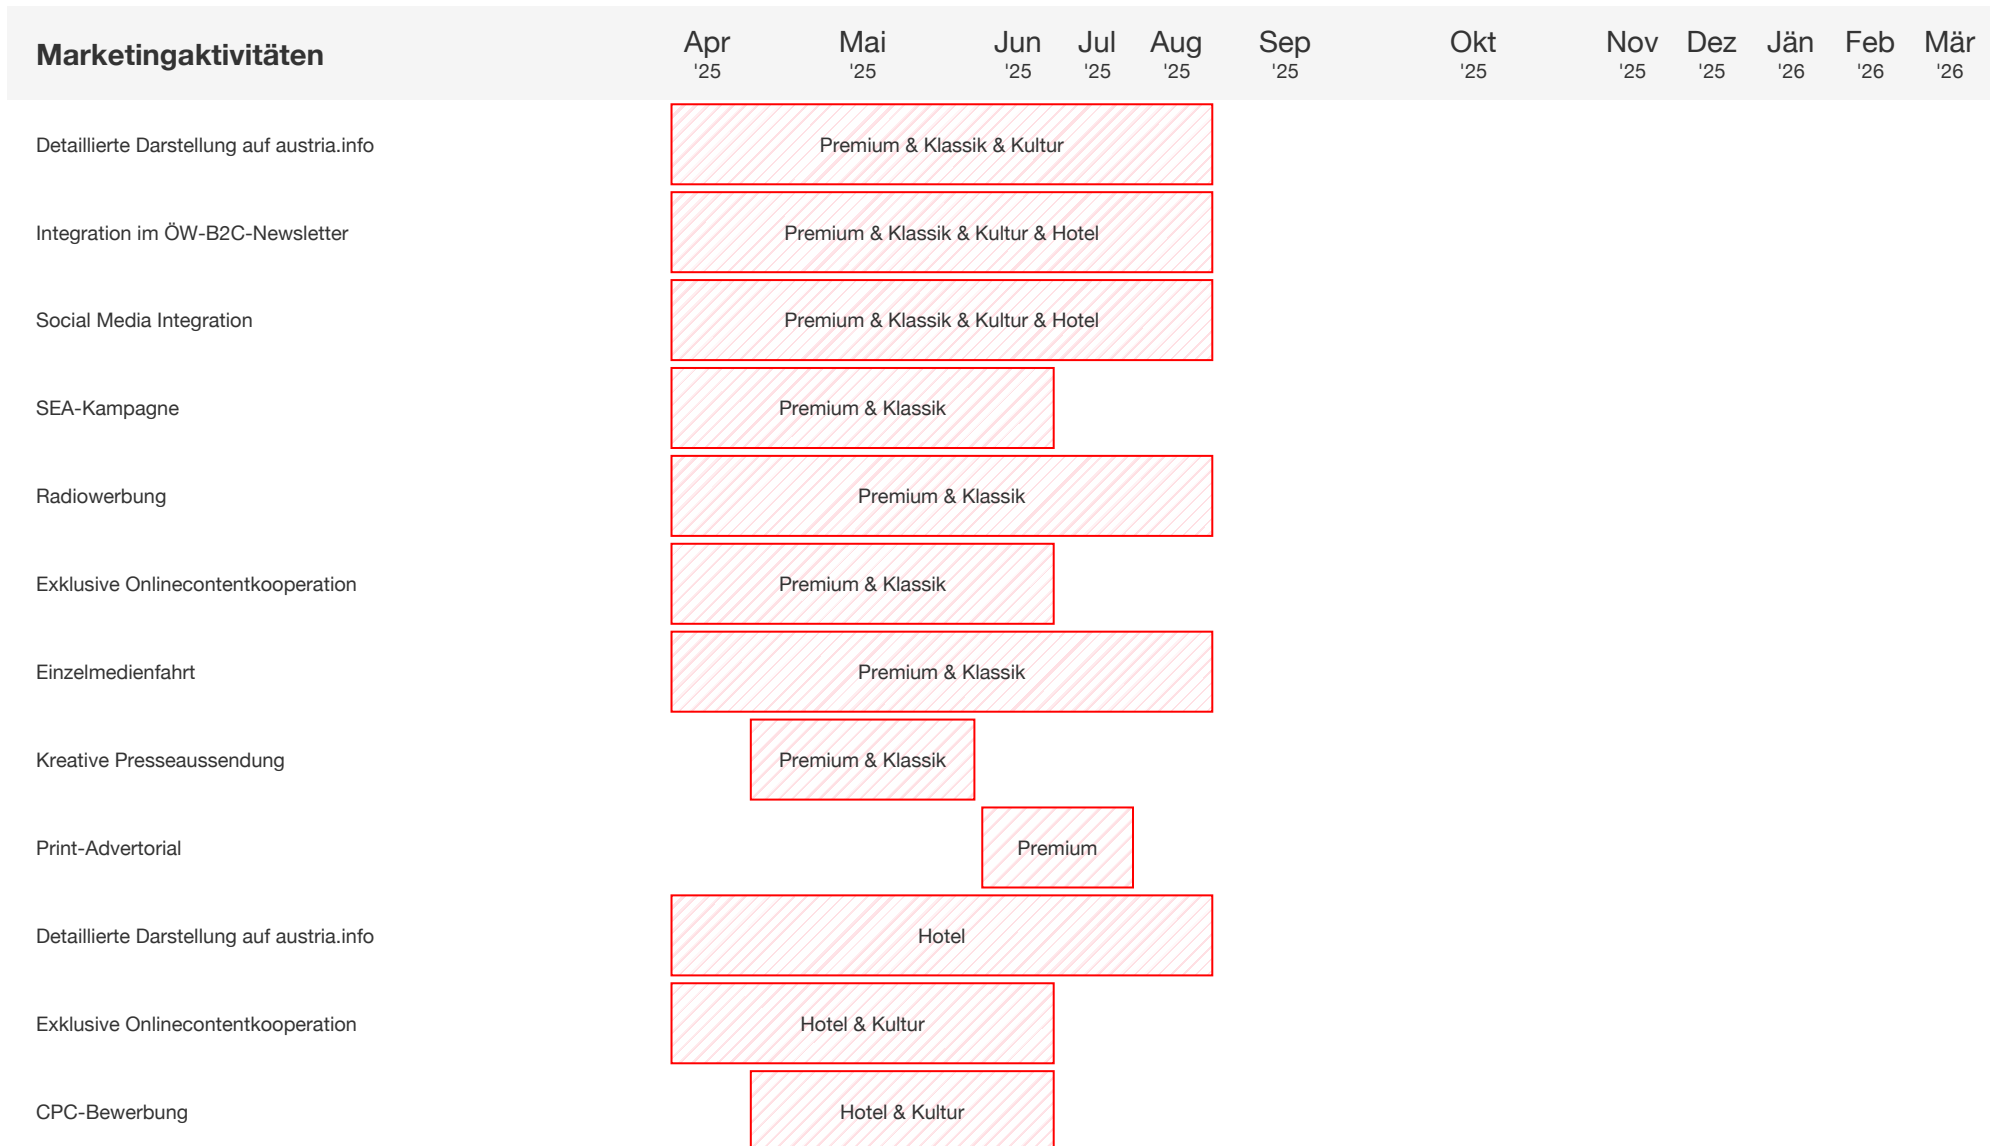 Marketingaktivitäten
Apr Mai Jun Jul Aug Sep Okt Nov Dez Jän Feb Mär
'25 '25 '25 '25 '25 '25 '25 '25 '25 '26 '26 '26
Detaillierte Darstellung auf austria.info Premium & Klassik & Kultur
Integration im ÖW-B2C-Newsletter Premium & Klassik & Kultur & Hotel
Social Media Integration Premium & Klassik & Kultur & Hotel
SEA-Kampagne Premium & Klassik
Radiowerbung Premium & Klassik
Exklusive Onlinecontentkooperation Premium & Klassik
Einzelmedienfahrt Premium & Klassik
Kreative Presseaussendung Premium & Klassik
Print-Advertorial Premium
Detaillierte Darstellung auf austria.info Hotel
Exklusive Onlinecontentkooperation Hotel & Kultur
CPC-Bewerbung Hotel & Kultur